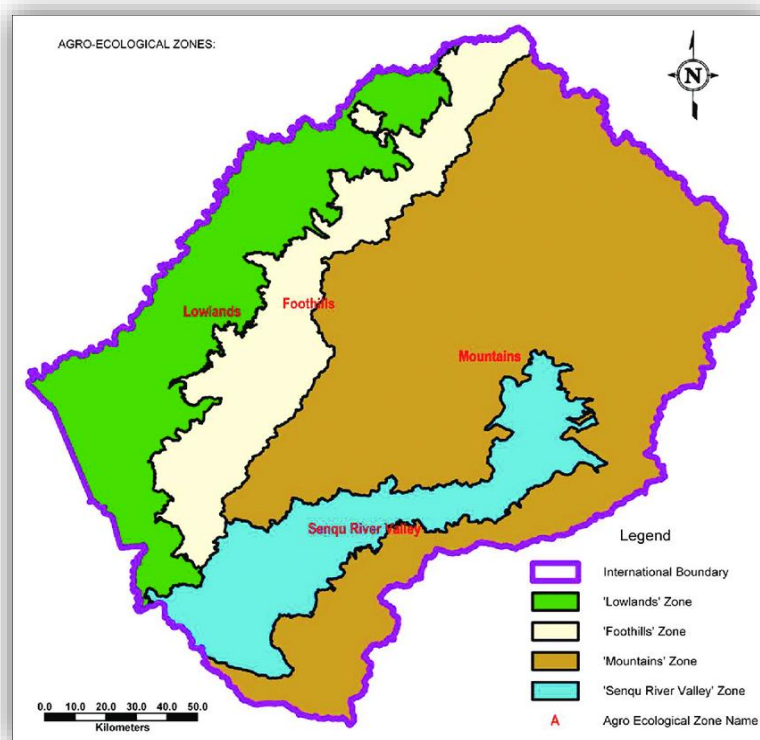 AGRO-ECOLOGICAL ZONES:
N
Lowlands
Foothills
Mountains
Senqu River Valley
Legend
International Boundary
'Lowlands' Zone
'Foothills' Zone
'Mountains' Zone
'Senqu River Valley' Zone
A Agro Ecological Zone Name
0.0 10.0 20.0 30.0 40.0 50.0
Kilometers